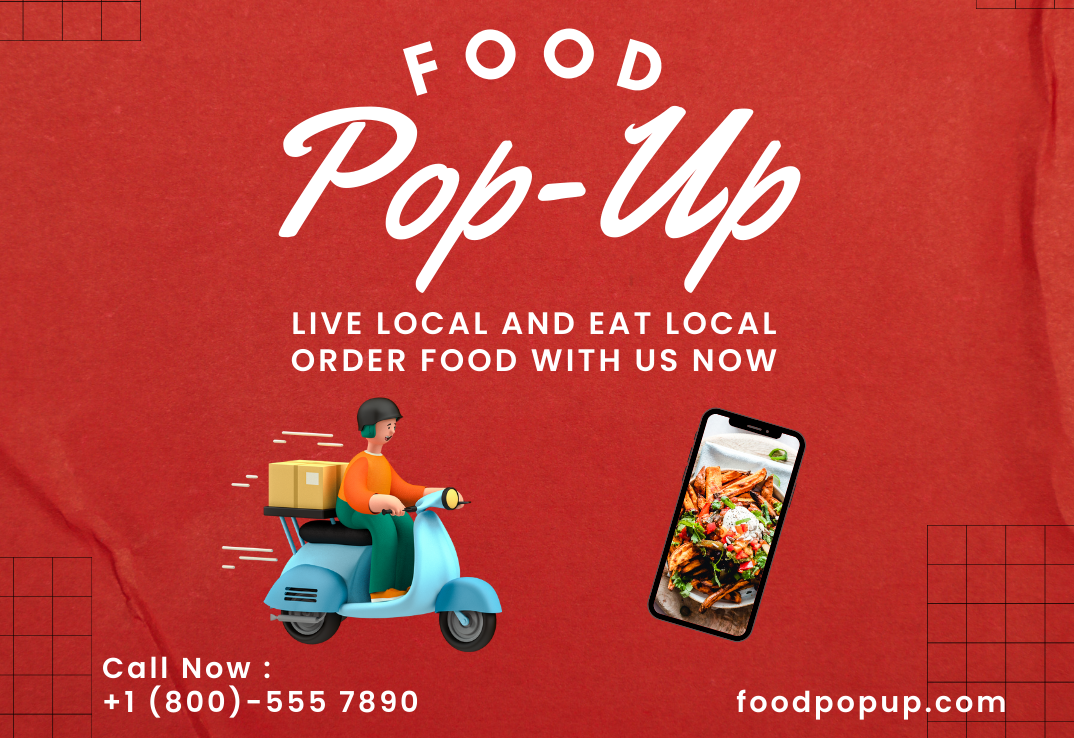 FOOD
Pop-Up
LIVE LOCAL AND EAT LOCAL
ORDER FOOD WITH US NOW
Call Now :
+1 (800)-555 7890
foodpopup.com